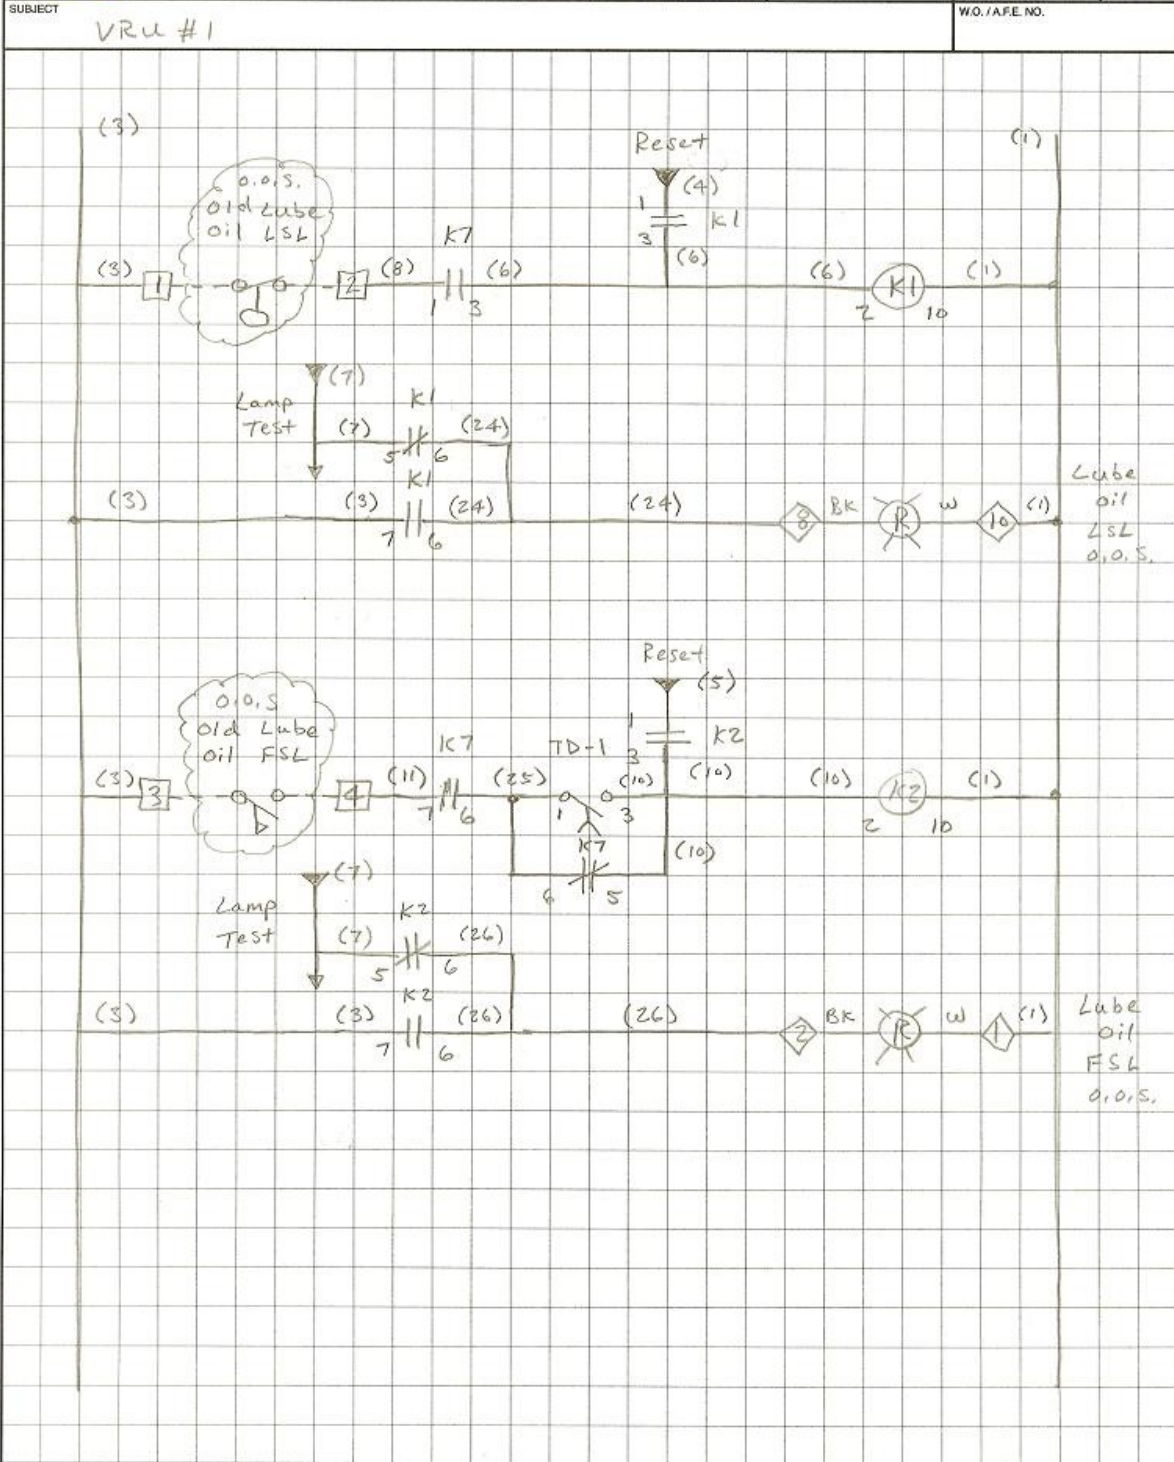 SUBJECT
VRU #1
W.O. / A.F.E. NO.
(3)
(1)
Reset
(4)
1
K1
3
(6)
O.O.S.
Old Lube
Oil LSL
K7
(3)
1
2
(8)
(6)
(6)
K1
(1)
1
3
2
10
(7)
Lamp
Test
K1
(7)
(24)
5
6
K1
(3)
(3)
(24)
(24)
8
BK
R
W
10
(1)
7
6
Lube
Oil
LSL
O.O.S.
Reset
(5)
1
K2
3
O.O.S
Old Lube
Oil FSL
K7
TD-1
(3)
3
4
(11)
(25)
(10)
(10)
(10)
K2
(1)
7
6
1
3
2
10
K7
(10)
6
5
(7)
Lamp
Test
K2
(7)
(26)
5
6
K2
(3)
(3)
(26)
(26)
2
BK
R
W
1
(1)
7
6
Lube
Oil
FSL
O.O.S.